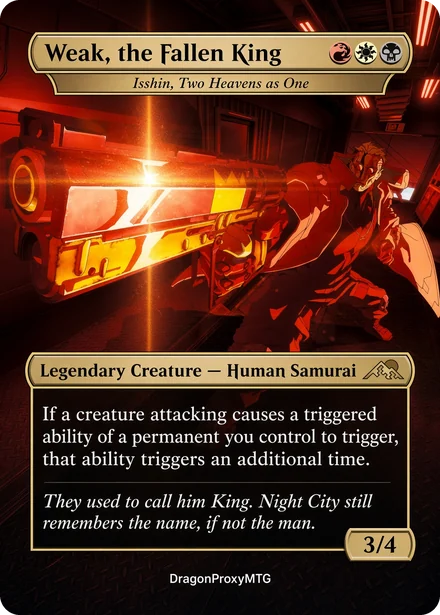 Weak, the Fallen King
Isshin, Two Heavens as One
Legendary Creature — Human Samurai
If a creature attacking causes a triggered
ability of a permanent you control to trigger,
that ability triggers an additional time.
They used to call him King. Night City still
remembers the name, if not the man.
3/4
DragonProxyMTG